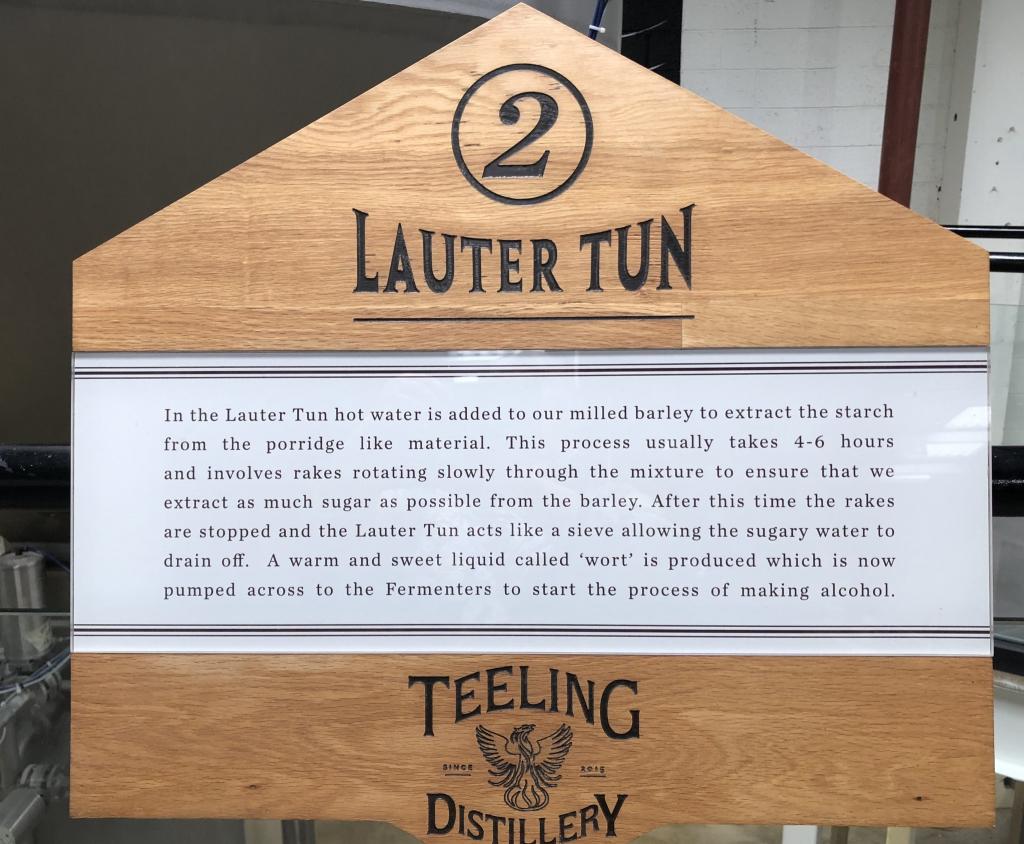 2
LAUTER TUN
In the Lauter Tun hot water is added to our milled barley to extract the starch
from the porridge like material. This process usually takes 4-6 hours
and involves rakes rotating slowly through the mixture to ensure that we
extract as much sugar as possible from the barley. After this time the rakes
are stopped and the Lauter Tun acts like a sieve allowing the sugary water to
drain off. A warm and sweet liquid called ‘wort’ is produced which is now
pumped across to the Fermenters to start the process of making alcohol.
TEELING
SINCE 2015
DISTILLERY